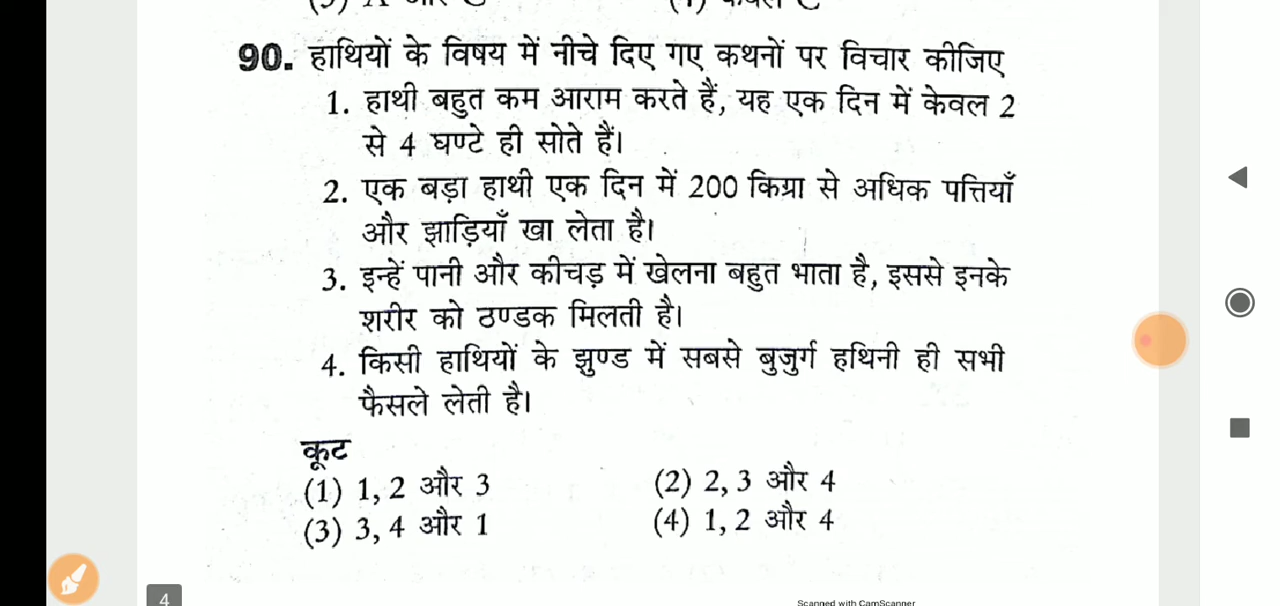 90. हाथियों के विषय में नीचे दिए गए कथनों पर विचार कीजिए
1. हाथी बहुत कम आराम करते हैं, यह एक दिन में केवल 2
से 4 घण्टे ही सोते हैं।
2. एक बड़ा हाथी एक दिन में 200 किग्रा से अधिक पत्तियाँ
और झाड़ियाँ खा लेता है।
3. इन्हें पानी और कीचड़ में खेलना बहुत भाता है, इससे इनके
शरीर को ठण्डक मिलती है।
4. किसी हाथियों के झुण्ड में सबसे बुजुर्ग हथिनी ही सभी
फैसले लेती है।
कूट
(1) 1, 2 और 3 (2) 2, 3 और 4
(3) 3, 4 और 1 (4) 1, 2 और 4
4
Scanned with CamScanner